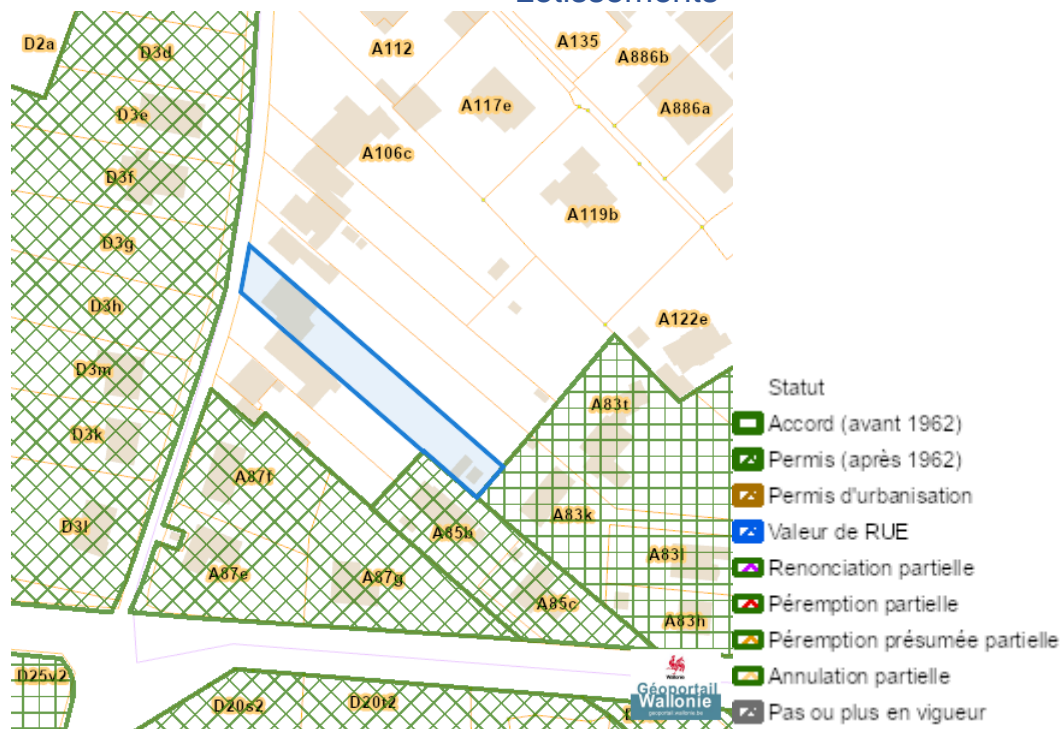 Lotissements
D2a
D3d
A112
A135
A886b
D3e
A117e
A886a
A106c
D3f
A119b
D3g
D3h
A122e
D3m
A83t
D3k
A87f
A83k
D3l
A85b
A83l
A87e
A87g
A85c
A83h
D25v2
D20s2
D20t2
Wallonie
Géoportail
Wallonie
geoportail.wallonie.be
Statut
Accord (avant 1962)
Permis (après 1962)
Permis d'urbanisation
Valeur de RUE
Renonciation partielle
Péremption partielle
Péremption présumée partielle
Annulation partielle
Pas ou plus en vigueur